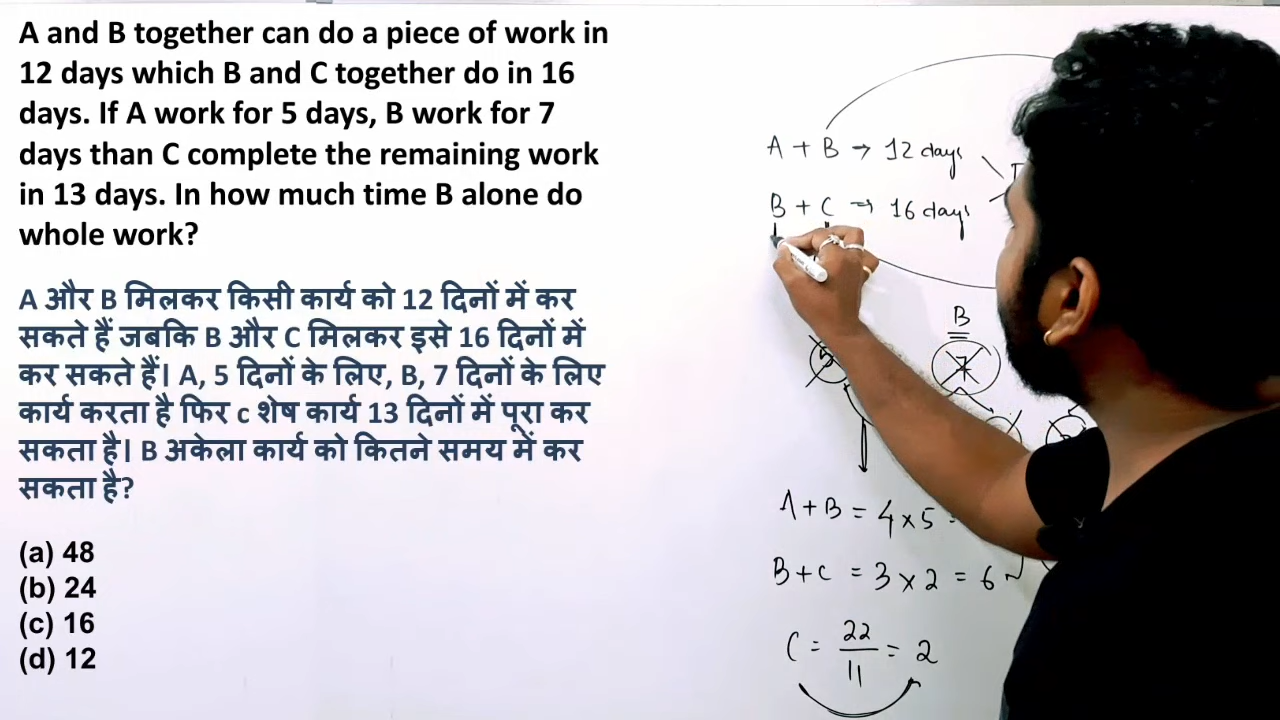 A and B together can do a piece of work in
12 days which B and C together do in 16
days. If A work for 5 days, B work for 7
days than C complete the remaining work
in 13 days. In how much time B alone do
whole work?
A और B मिलकर किसी कार्य को 12 दिनों में कर
सकते हैं जबकि B और C मिलकर इसे 16 दिनों में
कर सकते हैं। A, 5 दिनों के लिए, B, 7 दिनों के लिए
कार्य करता है फिर c शेष कार्य 13 दिनों में पूरा कर
सकता है। B अकेला कार्य को कितने समय में कर
सकता है?
(a) 48
(b) 24
(c) 16
(d) 12
A + B → 12 days
B + C → 16 days
B
5 7
A + B = 4 × 5 =
B + C = 3 × 2 = 6
C = 22/11 = 2